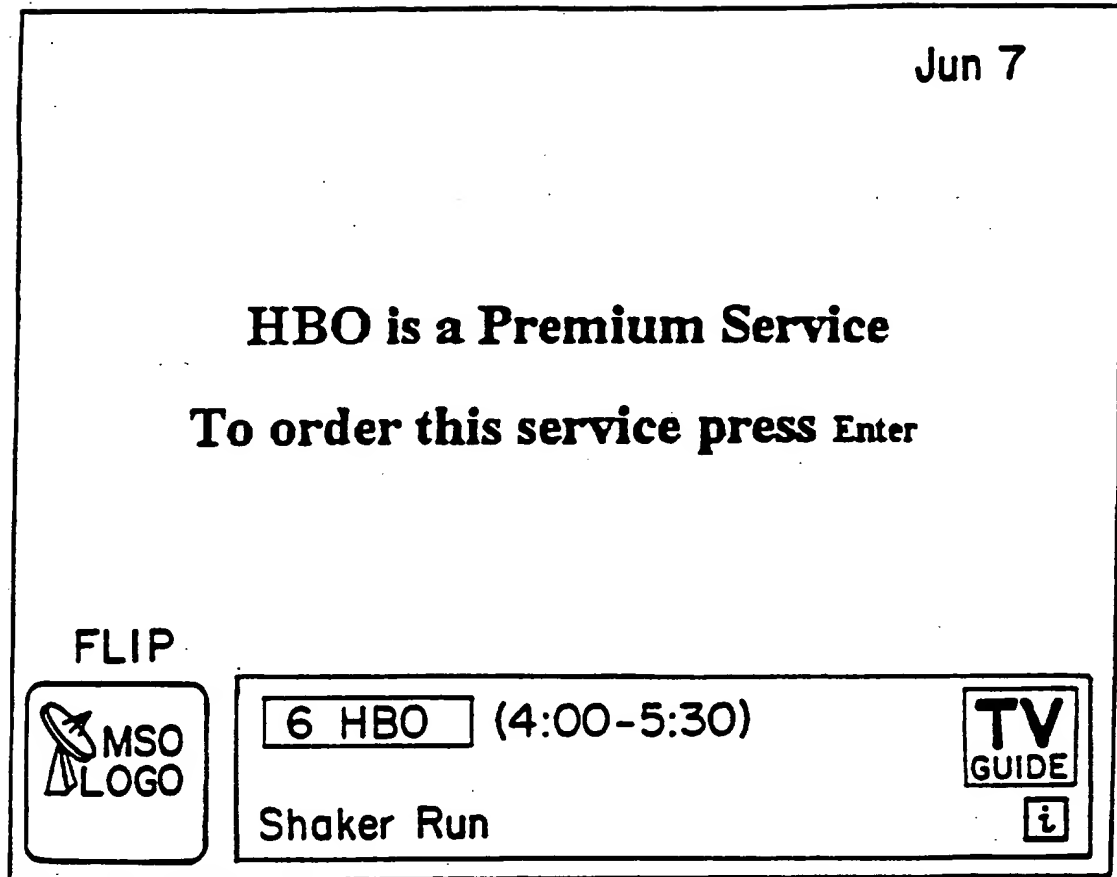 Jun 7
HBO is a Premium Service
To order this service press Enter
FLIP
MSO
LOGO
6 HBO (4:00-5:30)
TV
GUIDE
Shaker Run
i